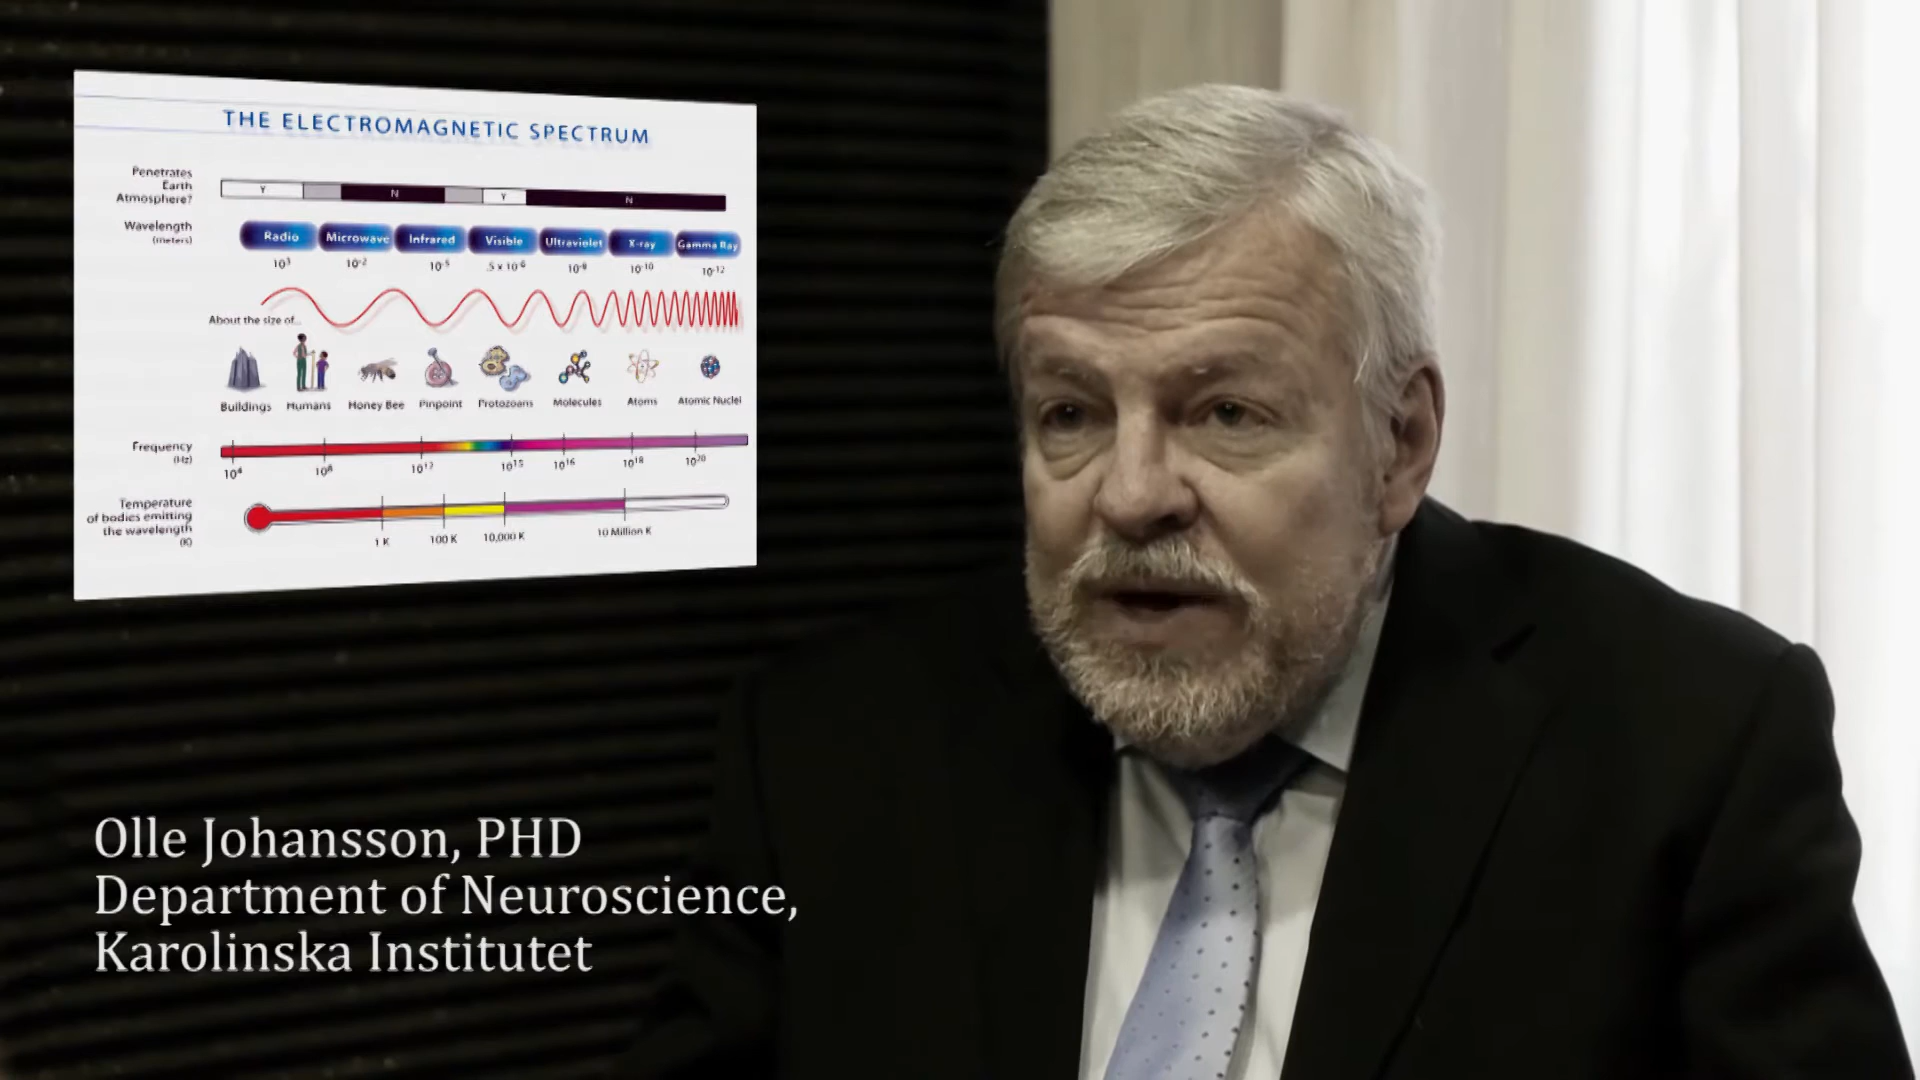 THE ELECTROMAGNETIC SPECTRUM
Penetrates
Earth
Atmosphere?
Y
N
Y
N
Wavelength
(meters)
Radio
Microwave
Infrared
Visible
Ultraviolet
X-ray
Gamma Ray
10³
10⁻²
10⁻⁵
.5 x 10⁻⁶
10⁻⁸
10⁻¹⁰
10⁻¹²
About the size of...
Buildings
Humans
Honey Bee
Pinpoint
Protozoans
Molecules
Atoms
Atomic Nuclei
Frequency
(Hz)
10⁴
10⁸
10¹²
10¹⁵
10¹⁶
10¹⁸
10²⁰
Temperature
of bodies emitting
the wavelength
(K)
1 K
100 K
10,000 K
10 Million K
Olle Johansson, PHD
Department of Neuroscience,
Karolinska Institutet